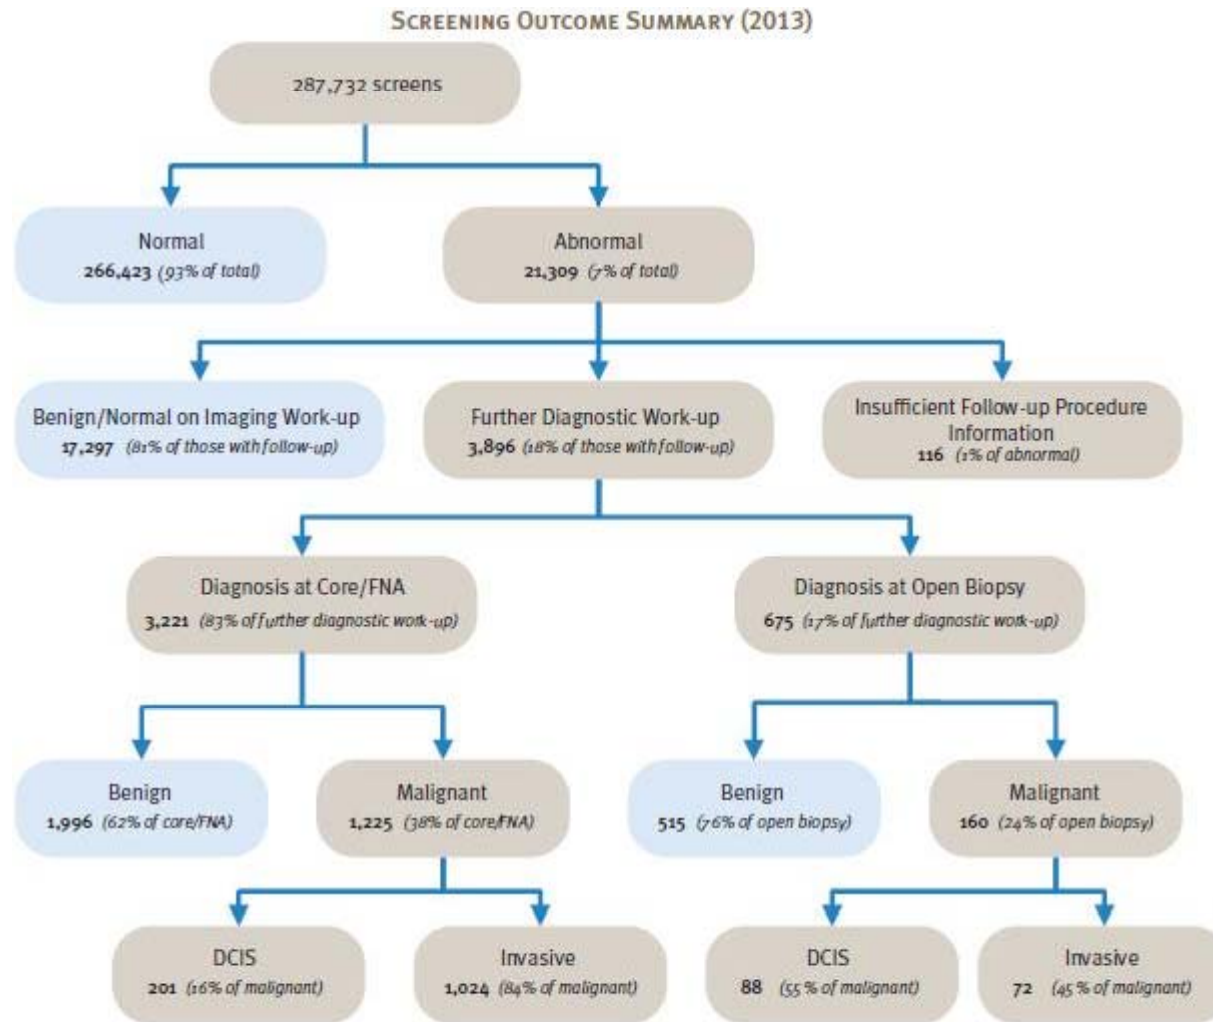 SCREENING OUTCOME SUMMARY (2013)
287,732 screens
Normal
266,423 (93% of total)
Abnormal
21,309 (7% of total)
Benign/Normal on Imaging Work-up
17,297 (81% of those with follow-up)
Further Diagnostic Work-up
3,896 (18% of those with follow-up)
Insufficient Follow-up Procedure
Information
116 (1% of abnormal)
Diagnosis at Core/FNA
3,221 (83% of further diagnostic work-up)
Diagnosis at Open Biopsy
675 (17% of further diagnostic work-up)
Benign
1,996 (62% of core/FNA)
Malignant
1,225 (38% of core/FNA)
Benign
515 (76% of open biopsy)
Malignant
160 (24% of open biopsy)
DCIS
201 (16% of malignant)
Invasive
1,024 (84% of malignant)
DCIS
88 (55 % of malignant)
Invasive
72 (45 % of malignant)